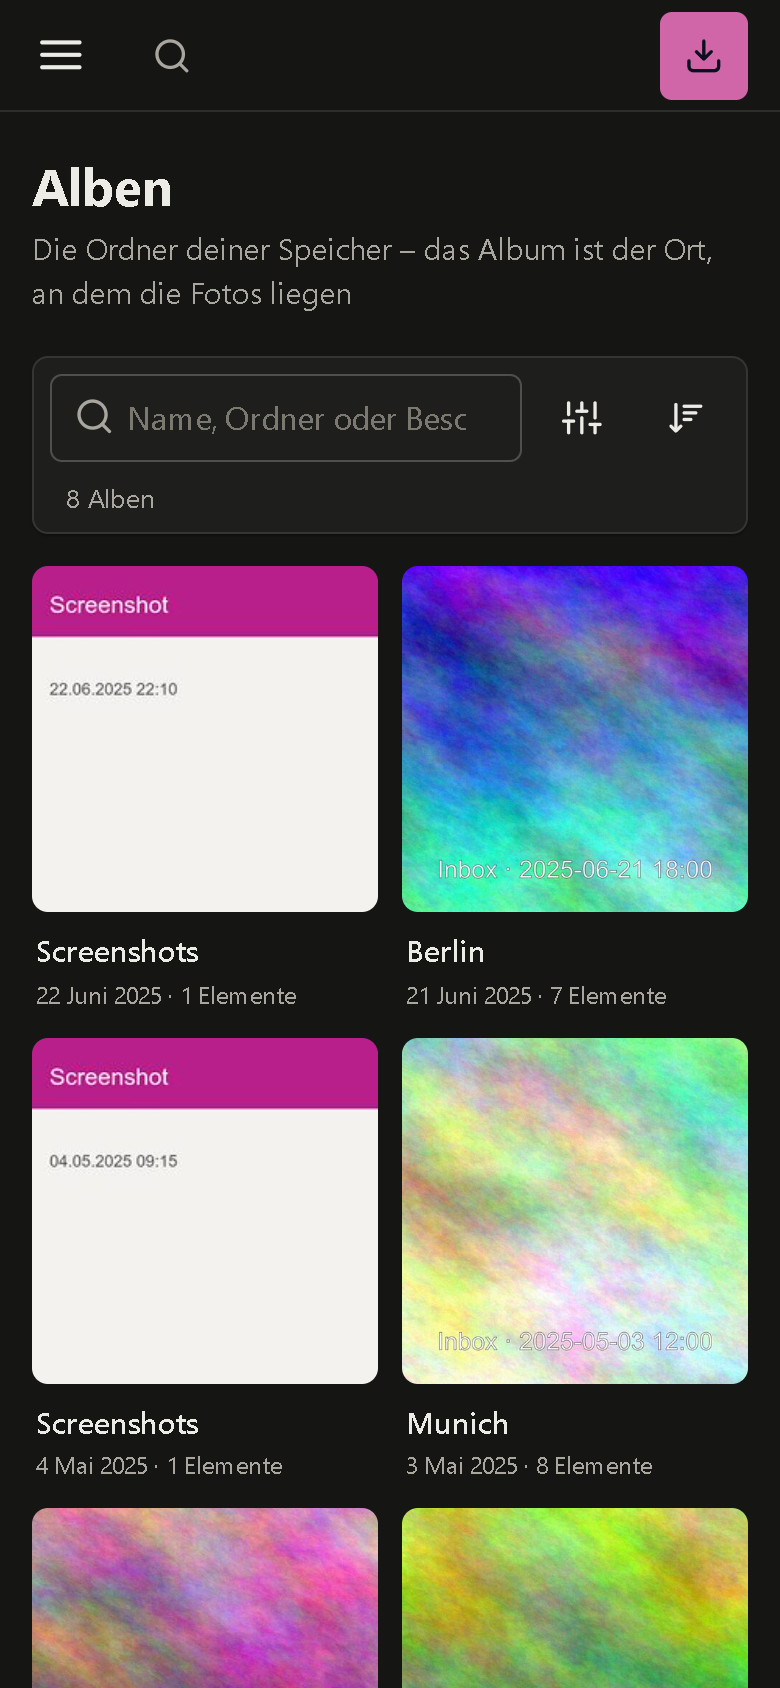 Alben
Die Ordner deiner Speicher – das Album ist der Ort,
an dem die Fotos liegen
Name, Ordner oder Besc
8 Alben
Screenshot
22.06.2025 22:10
Inbox · 2025-06-21 18:00
Screenshots
22 Juni 2025 · 1 Elemente
Berlin
21 Juni 2025 · 7 Elemente
Screenshot
04.05.2025 09:15
Inbox · 2025-05-03 12:00
Screenshots
4 Mai 2025 · 1 Elemente
Munich
3 Mai 2025 · 8 Elemente